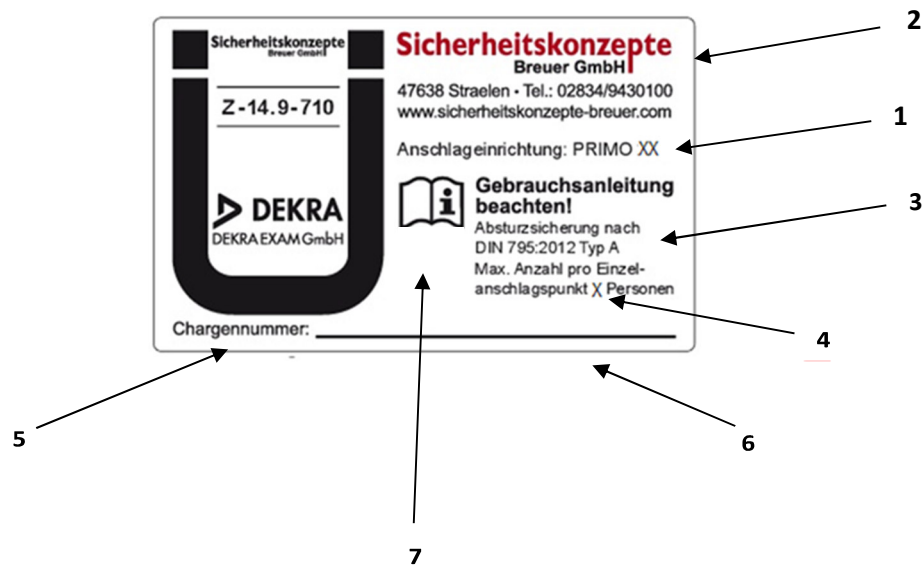 Sicherheitskonzepte
Breuer GmbH
Z-14.9-710
DEKRA
DEKRA EXAM GmbH
Sicherheitskonzepte
Breuer GmbH
47638 Straelen • Tel.: 02834/9430100
www.sicherheitskonzepte-breuer.com
Anschlageinrichtung: PRIMO XX
Gebrauchsanleitung
beachten!
Absturzsicherung nach
DIN 795:2012 Typ A
Max. Anzahl pro Einzel-
anschlagspunkt X Personen
Chargennummer:
2
1
3
4
5
6
7